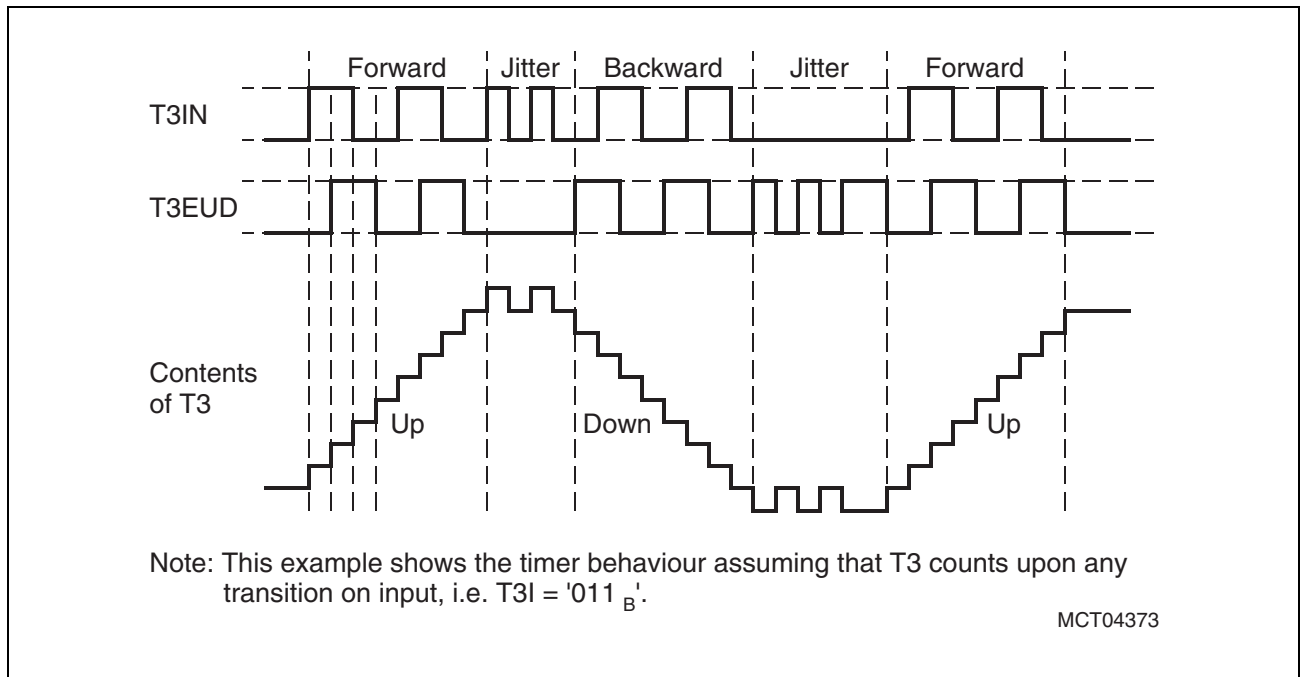 Forward Jitter Backward Jitter Forward
T3IN
T3EUD
Contents
of T3
Up Down Up
Note: This example shows the timer behaviour assuming that T3 counts upon any
transition on input, i.e. T3I = '011 B'.
MCT04373